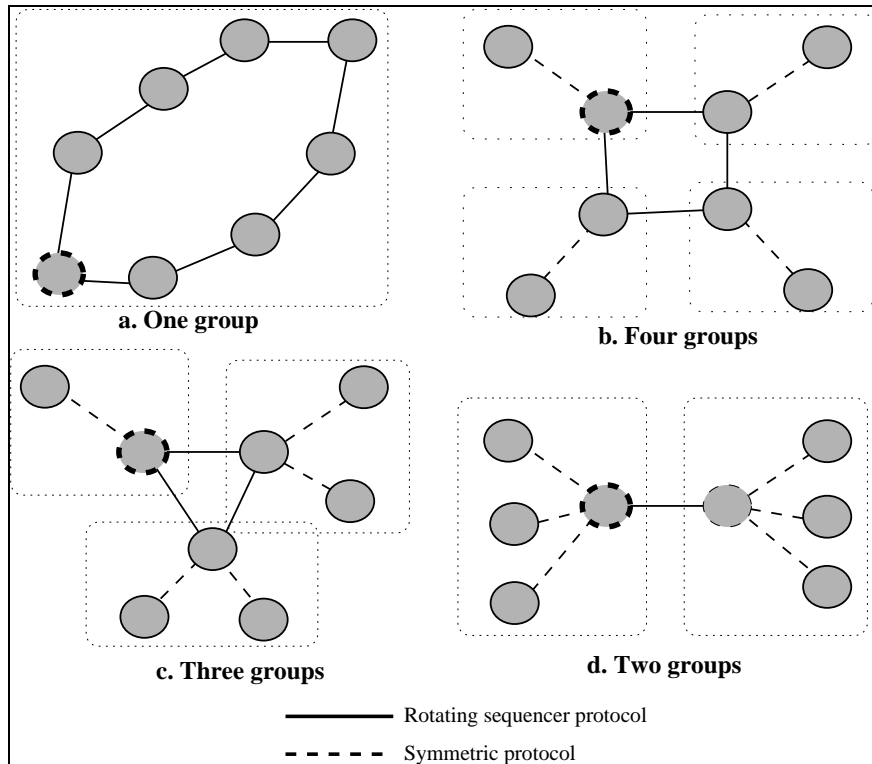 a. One group
b. Four groups
c. Three groups
d. Two groups
Rotating sequencer protocol
Symmetric protocol